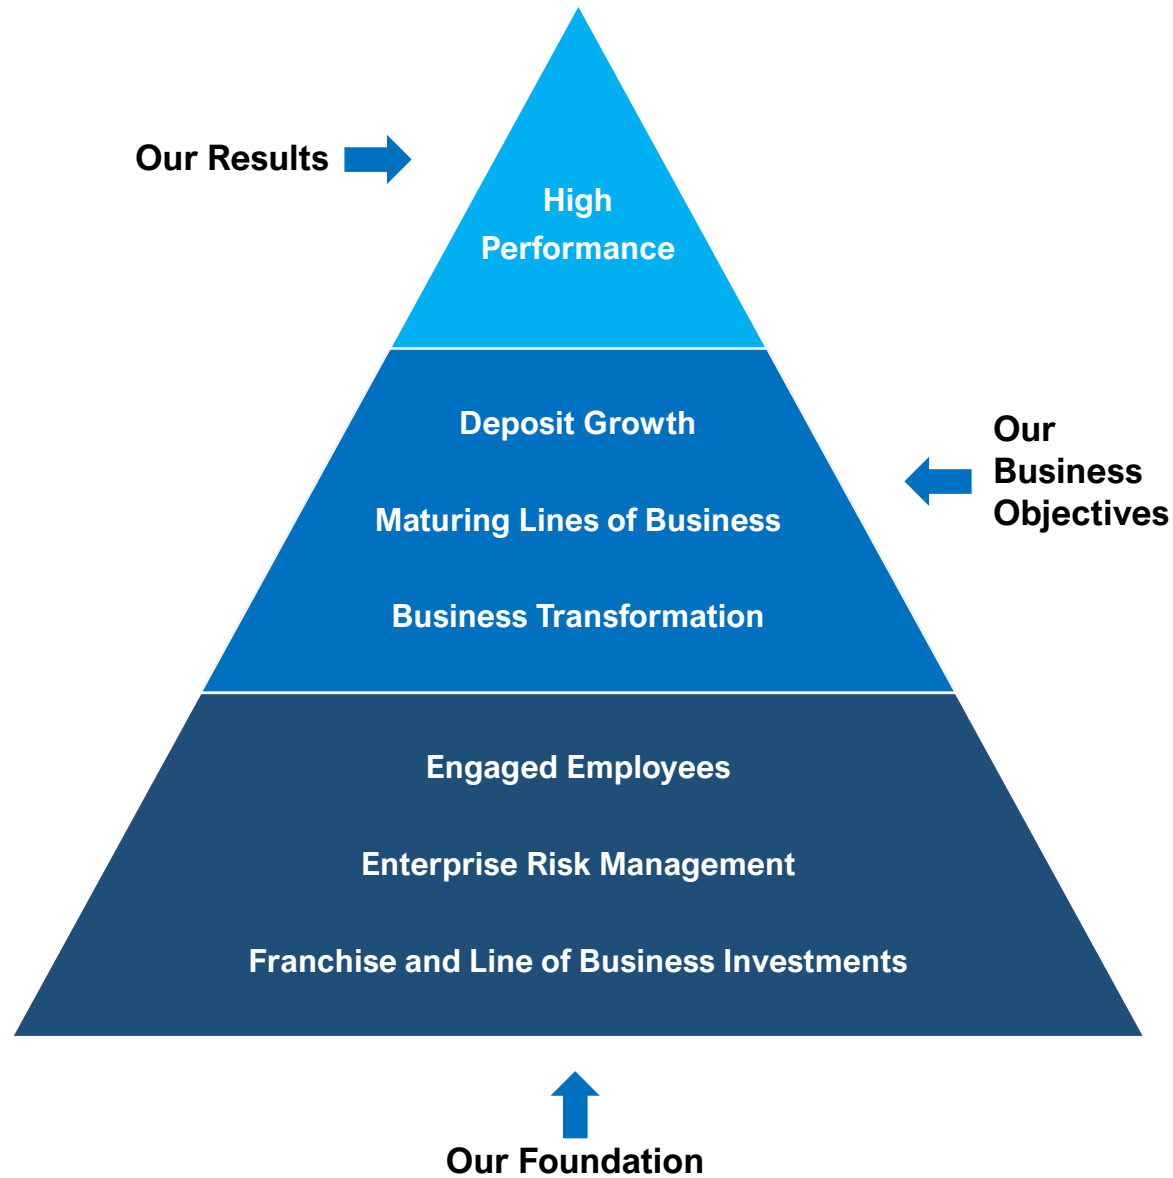 Our Results
High
Performance
Deposit Growth
Maturing Lines of Business
Business Transformation
Our
Business
Objectives
Engaged Employees
Enterprise Risk Management
Franchise and Line of Business Investments
Our Foundation